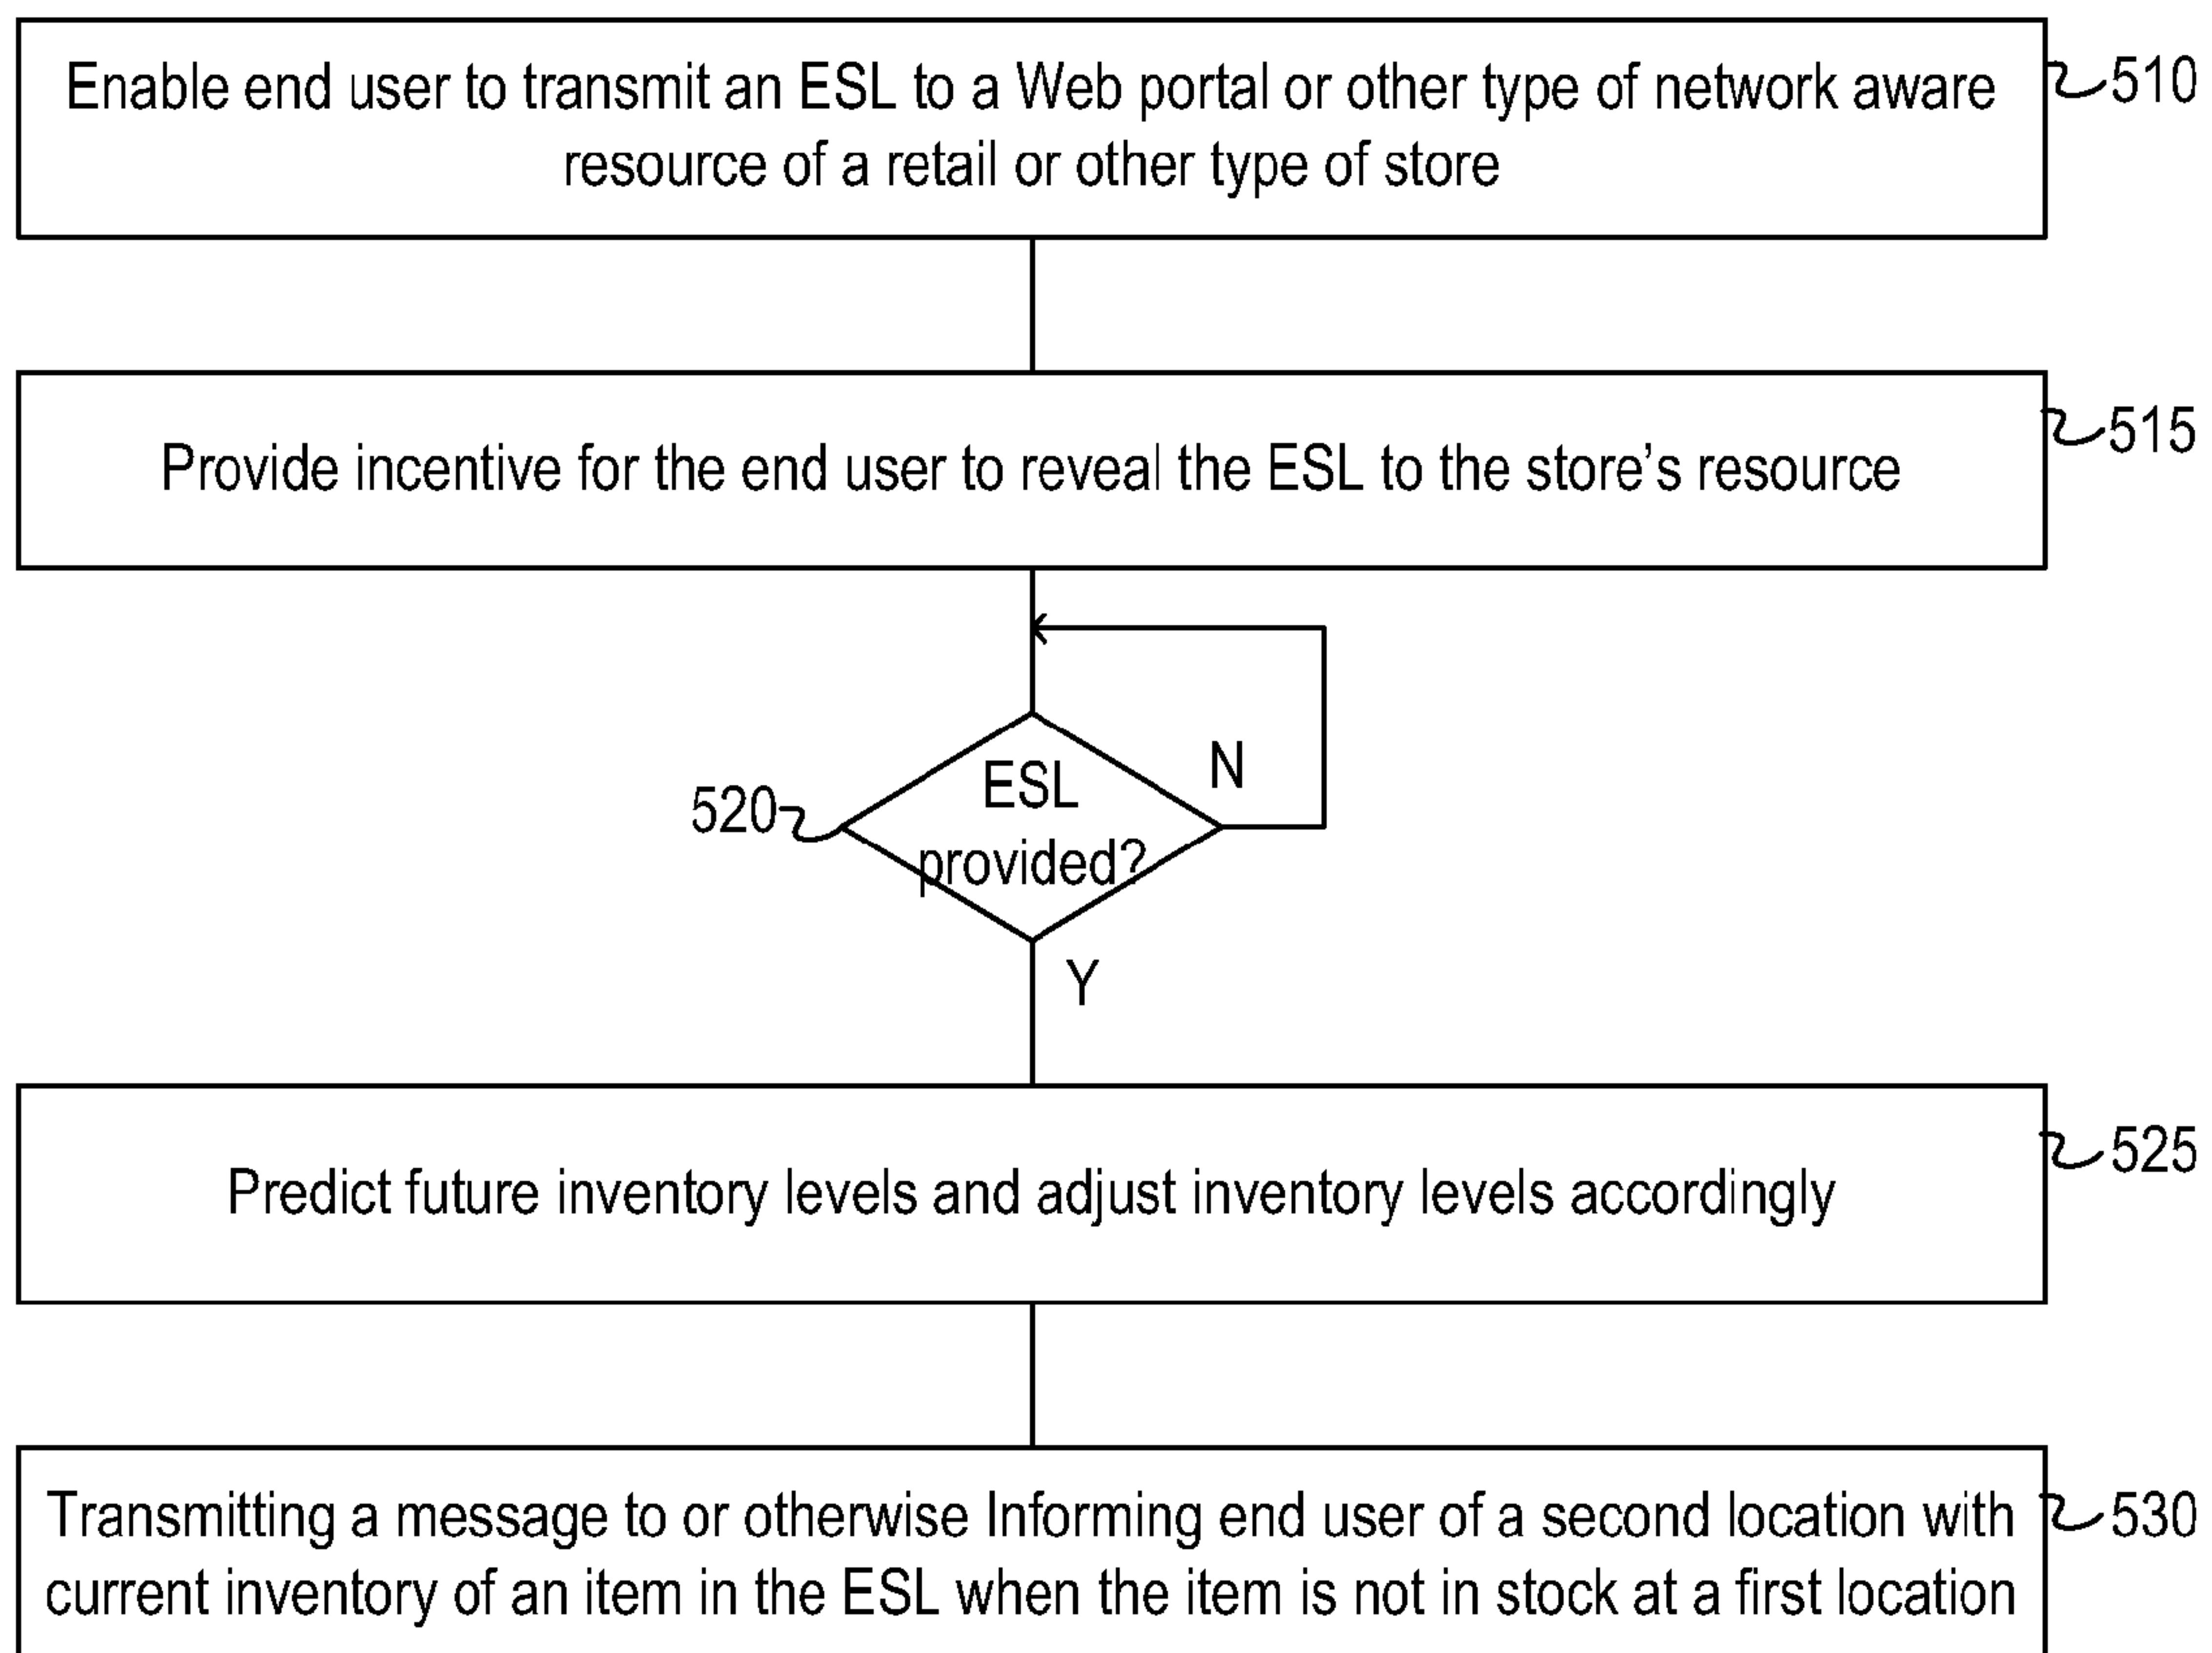 Enable end user to transmit an ESL to a Web portal or other type of network aware
resource of a retail or other type of store
510
Provide incentive for the end user to reveal the ESL to the store's resource
515
ESL
provided?
N
520
Y
Predict future inventory levels and adjust inventory levels accordingly
525
Transmitting a message to or otherwise Informing end user of a second location with
current inventory of an item in the ESL when the item is not in stock at a first location
530